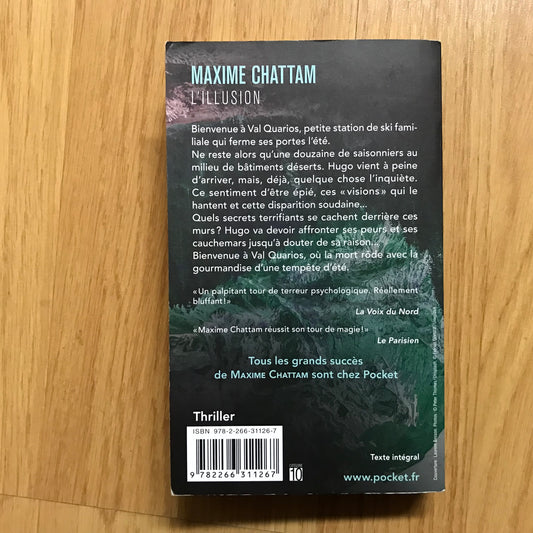 MAXIME CHATTAM
L'ILLUSION
Bienvenue à Val Quarios, petite station de ski fami-
liale qui ferme ses portes l'été.
Ne reste alors qu'une douzaine de saisonniers au
milieu de bâtiments déserts. Hugo vient à peine
d'arriver, mais, déjà, quelque chose l'inquiète.
Ce sentiment d'être épié, ces « visions » qui le
hantent et cette disparition soudaine...
Quels secrets terrifiants se cachent derrière ces
murs ? Hugo va devoir affronter ses peurs et ses
cauchemars jusqu'à douter de sa raison...
Bienvenue à Val Quarios, où la mort rôde avec la
gourmandise d'une tempête d'été.
« Un palpitant tour de terreur psychologique. Réellement
bluffant ! »
La Voix du Nord
« Maxime Chattam réussit son tour de magie ! »
Le Parisien
Tous les grands succès
de MAXIME CHATTAM sont chez Pocket
Thriller
ISBN 978-2-266-31126-7
9 782266 311267
10
Texte intégral
www.pocket.fr